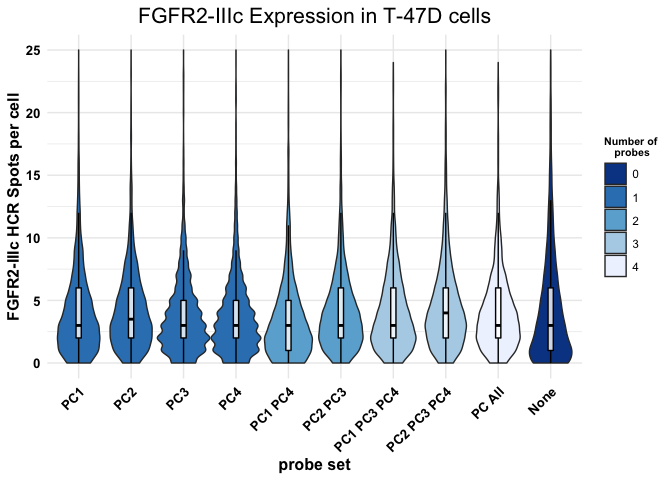 FGFR2-IIIc Expression in T-47D cells
FGFR2-IIIc HCR Spots per cell
25
20
15
10
5
0
PC1
PC2
PC3
PC4
PC1 PC4
PC2 PC3
PC1 PC3 PC4
PC2 PC3 PC4
PC All
None
probe set
Number of
probes
0
1
2
3
4